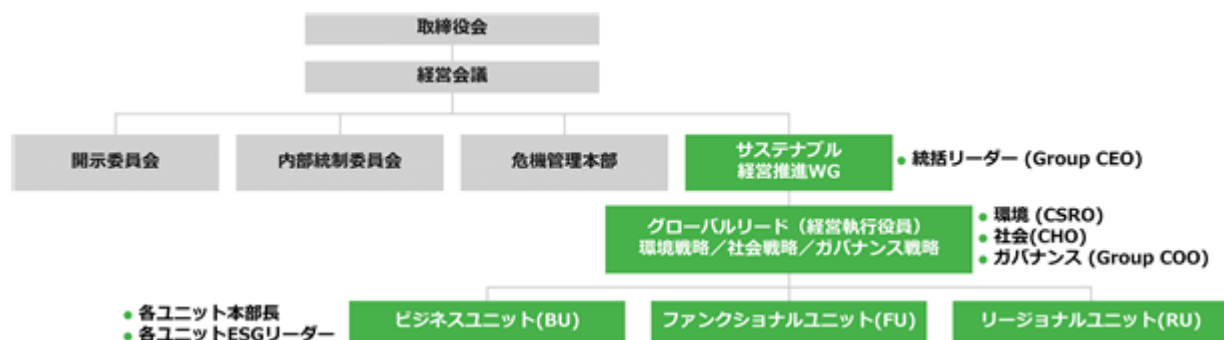 取締役会
経営会議
開示委員会
内部統制委員会
危機管理本部
サステナブル
経営推進WG
• 統括リーダー (Group CEO)
グローバルリード（経営執行役員）
環境戦略／社会戦略／ガバナンス戦略
• 環境 (CSRO)
• 社会(CHO)
• ガバナンス (Group COO)
• 各ユニット本部長
• 各ユニットESGリーダー
ビジネスユニット(BU)
ファンクショナルユニット(FU)
リージョナルユニット(RU)